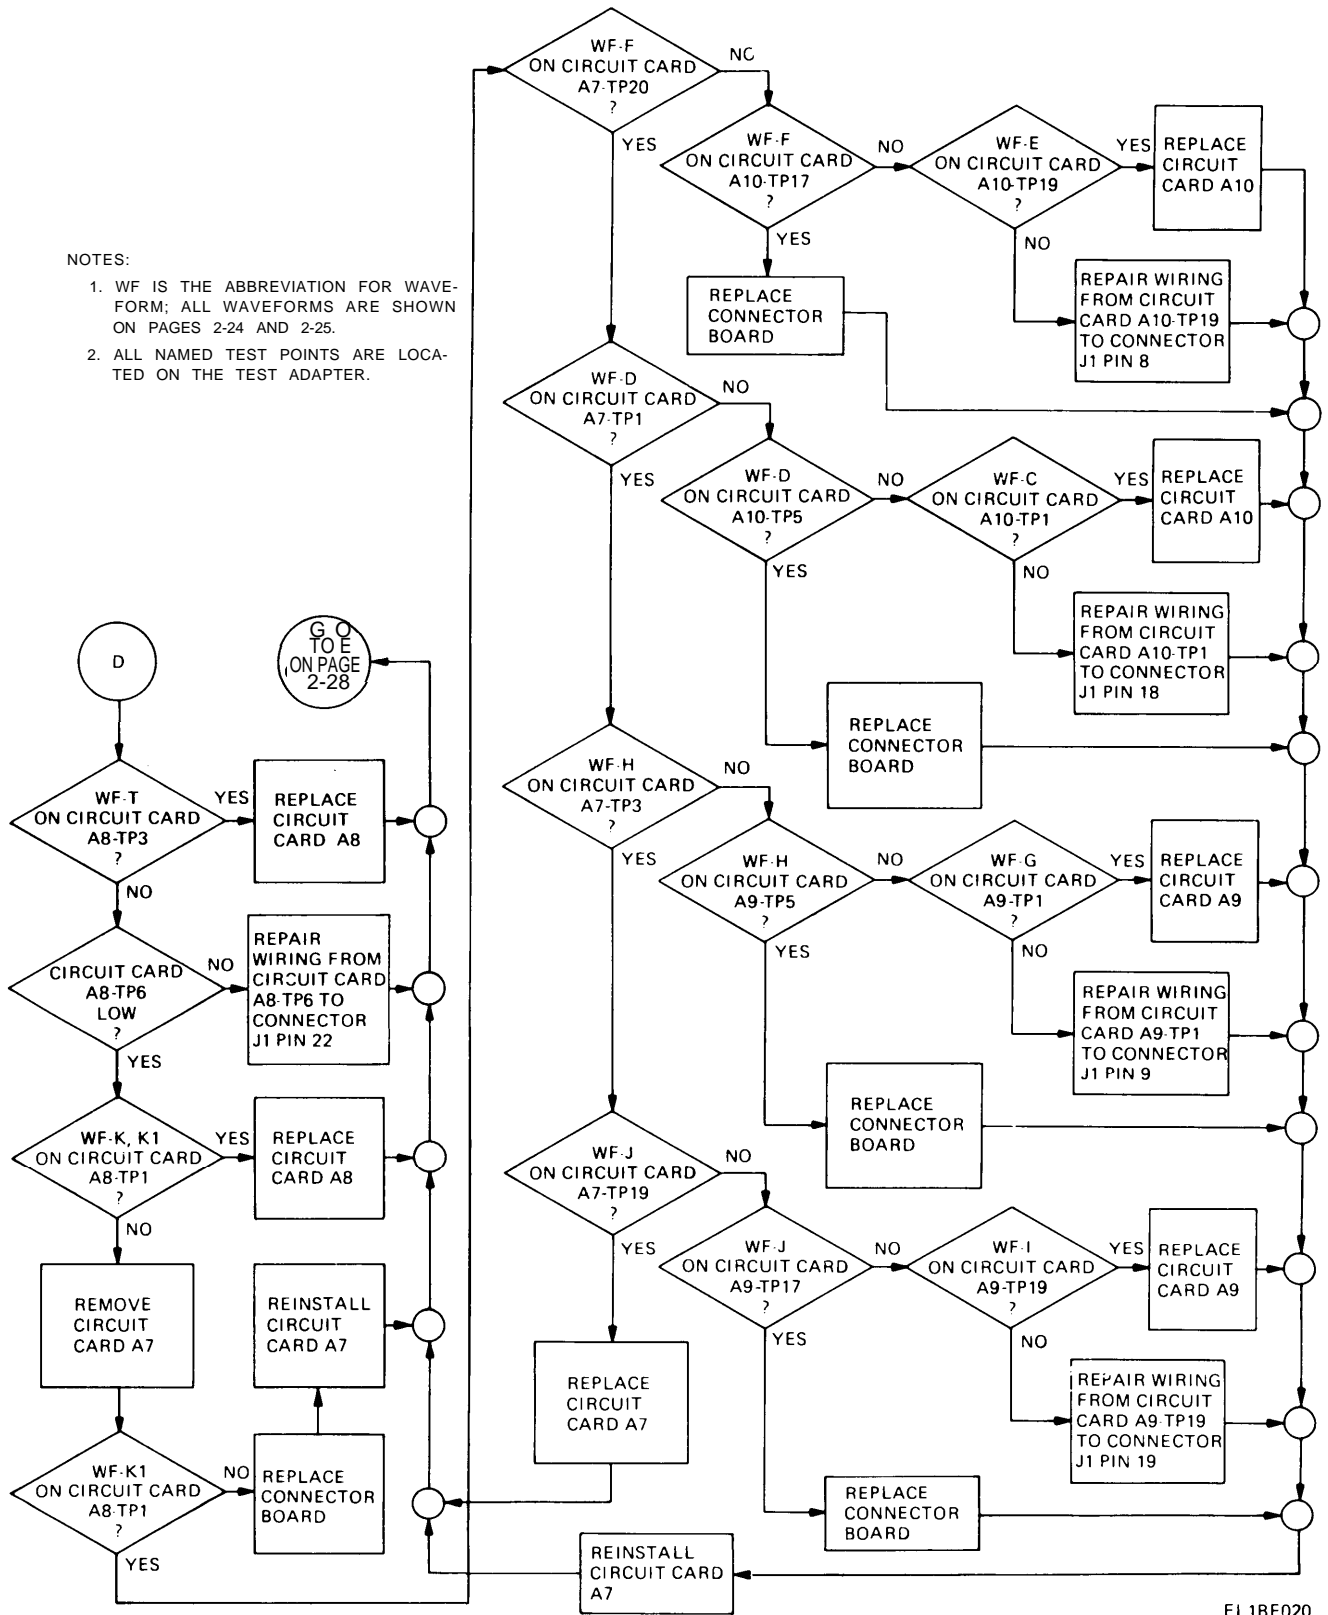 NOTES:
1. WF IS THE ABBREVIATION FOR WAVE-
FORM; ALL WAVEFORMS ARE SHOWN
ON PAGES 2-24 AND 2-25.
2. ALL NAMED TEST POINTS ARE LOCA-
TED ON THE TEST ADAPTER.
D
G O
TO E
ON PAGE
2-28
WF-T
ON CIRCUIT CARD
A8-TP3
?
YES
REPLACE
CIRCUIT
CARD A8
NO
CIRCUIT CARD
A8-TP6
LOW
?
NO
REPAIR
WIRING FROM
CIRCUIT CARD
A8-TP6 TO
CONNECTOR
J1 PIN 22
YES
WF-K, K1
ON CIRCUIT CARD
A8-TP1
?
YES
REPLACE
CIRCUIT
CARD A8
NO
REMOVE
CIRCUIT
CARD A7
REINSTALL
CIRCUIT
CARD A7
WF-K1
ON CIRCUIT CARD
A8-TP1
?
NO
REPLACE
CONNECTOR
BOARD
YES
WF-F
ON CIRCUIT CARD
A7-TP20
?
NO
YES
WF-F
ON CIRCUIT CARD
A10-TP17
?
NO
YES
WF-E
ON CIRCUIT CARD
A10-TP19
?
YES
REPLACE
CIRCUIT
CARD A10
NO
REPLACE
CONNECTOR
BOARD
REPAIR WIRING
FROM CIRCUIT
CARD A10-TP19
TO CONNECTOR
J1 PIN 8
WF-D
ON CIRCUIT CARD
A7-TP1
?
NO
YES
WF-D
ON CIRCUIT CARD
A10-TP5
?
NO
YES
WF-C
ON CIRCUIT CARD
A10-TP1
?
YES
REPLACE
CIRCUIT
CARD A10
NO
REPAIR WIRING
FROM CIRCUIT
CARD A10-TP1
TO CONNECTOR
J1 PIN 18
REPLACE
CONNECTOR
BOARD
WF-H
ON CIRCUIT CARD
A7-TP3
?
NO
YES
WF-H
ON CIRCUIT CARD
A9-TP5
?
NO
YES
WF-G
ON CIRCUIT CARD
A9-TP1
?
YES
REPLACE
CIRCUIT
CARD A9
NO
REPAIR WIRING
FROM CIRCUIT
CARD A9-TP1
TO CONNECTOR
J1 PIN 9
REPLACE
CONNECTOR
BOARD
WF-J
ON CIRCUIT CARD
A7-TP19
?
NO
YES
WF-J
ON CIRCUIT CARD
A9-TP17
?
NO
YES
WF-I
ON CIRCUIT CARD
A9-TP19
?
YES
REPLACE
CIRCUIT
CARD A9
NO
REPAIR WIRING
FROM CIRCUIT
CARD A9-TP19
TO CONNECTOR
J1 PIN 19
REPLACE
CIRCUIT
CARD A7
REPLACE
CONNECTOR
BOARD
REINSTALL
CIRCUIT CARD
A7
EL1BF020